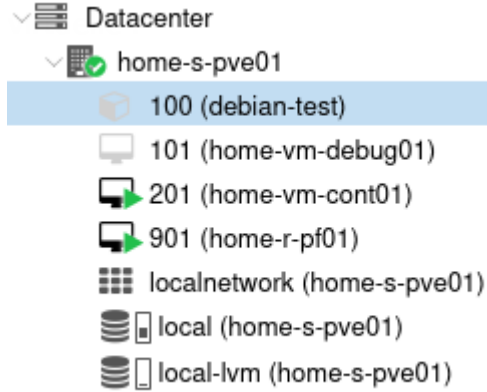 Datacenter
home-s-pve01
100 (debian-test)
101 (home-vm-debug01)
201 (home-vm-cont01)
901 (home-r-pf01)
localnetwork (home-s-pve01)
local (home-s-pve01)
local-lvm (home-s-pve01)